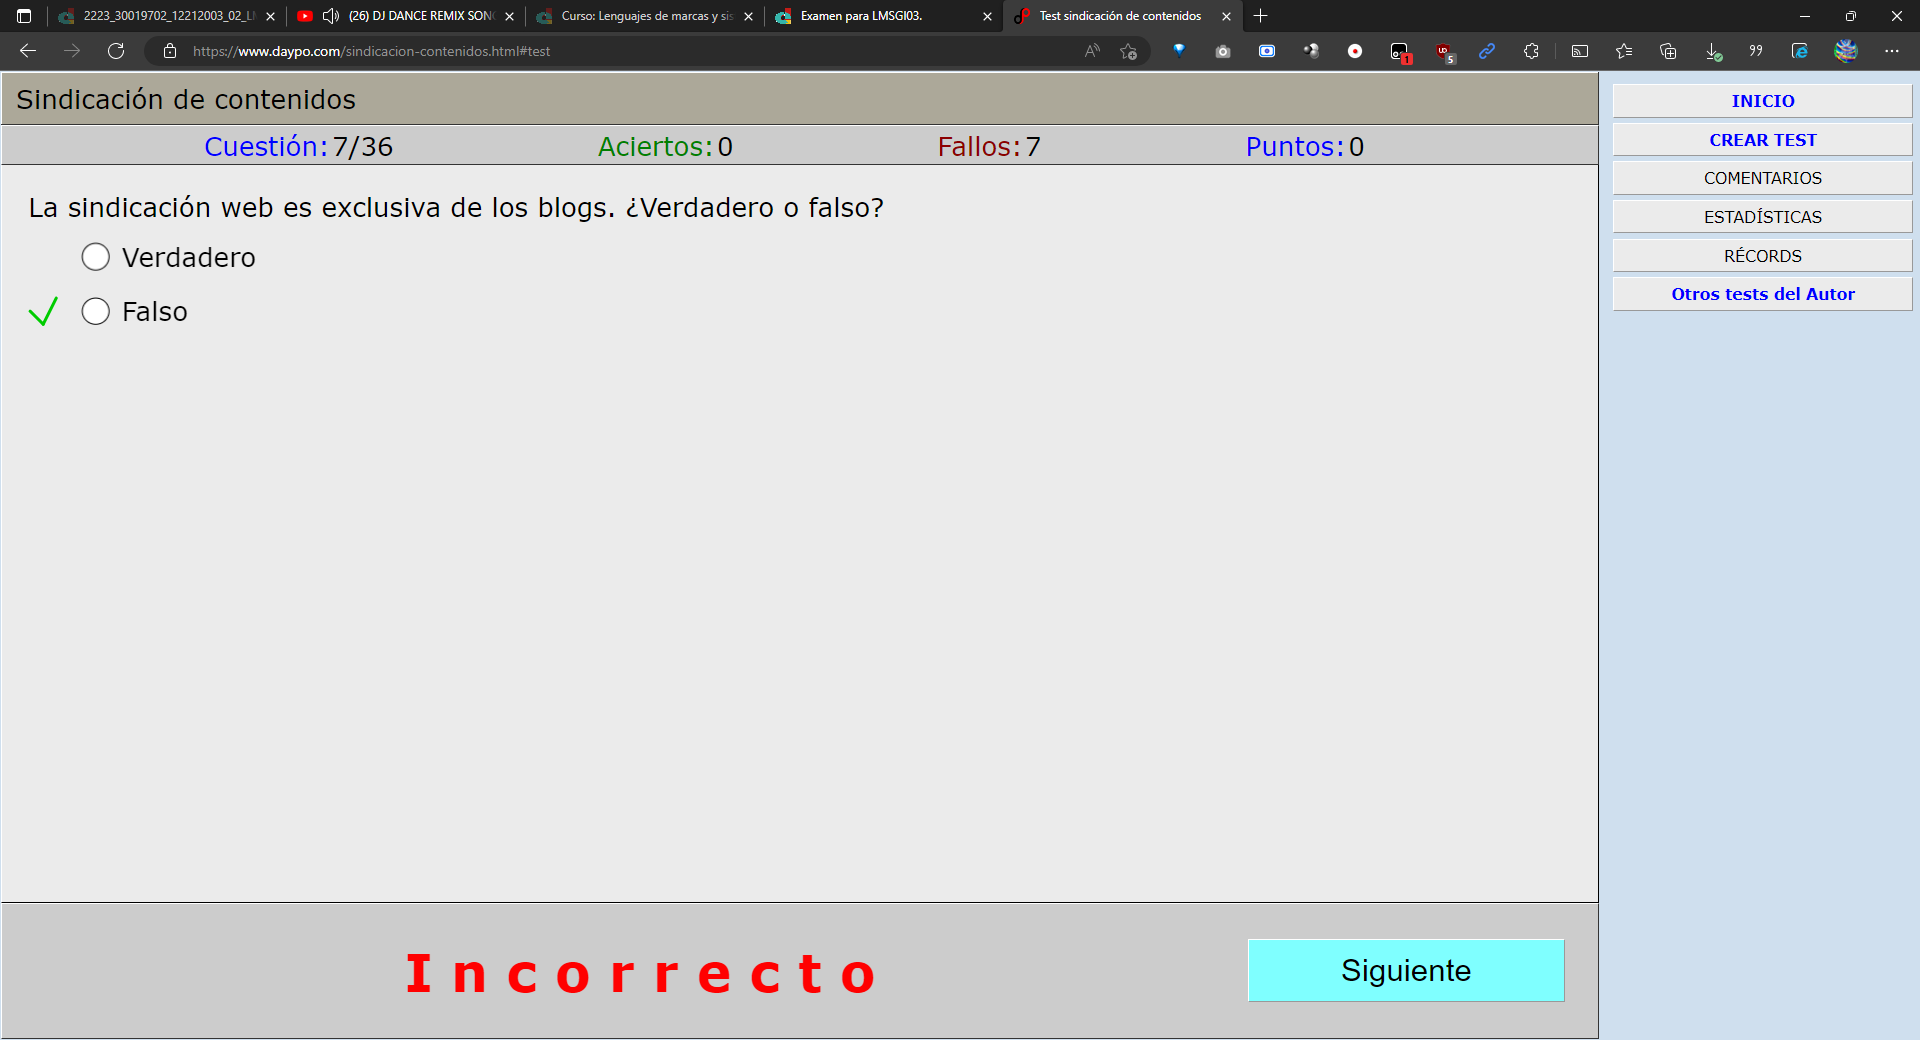 2223_30019702_12212003_02_L
(26) DJ DANCE REMIX SONG
Curso: Lenguajes de marcas y sis
Examen para LMSGI03.
Test sindicación de contenidos
https://www.daypo.com/sindicacion-contenidos.html#test
1
5
Sindicación de contenidos
Cuestión: 7/36
Aciertos: 0
Fallos: 7
Puntos: 0
La sindicación web es exclusiva de los blogs. ¿Verdadero o falso?
Verdadero
Falso
Incorrecto
Siguiente
INICIO
CREAR TEST
COMENTARIOS
ESTADÍSTICAS
RÉCORDS
Otros tests del Autor